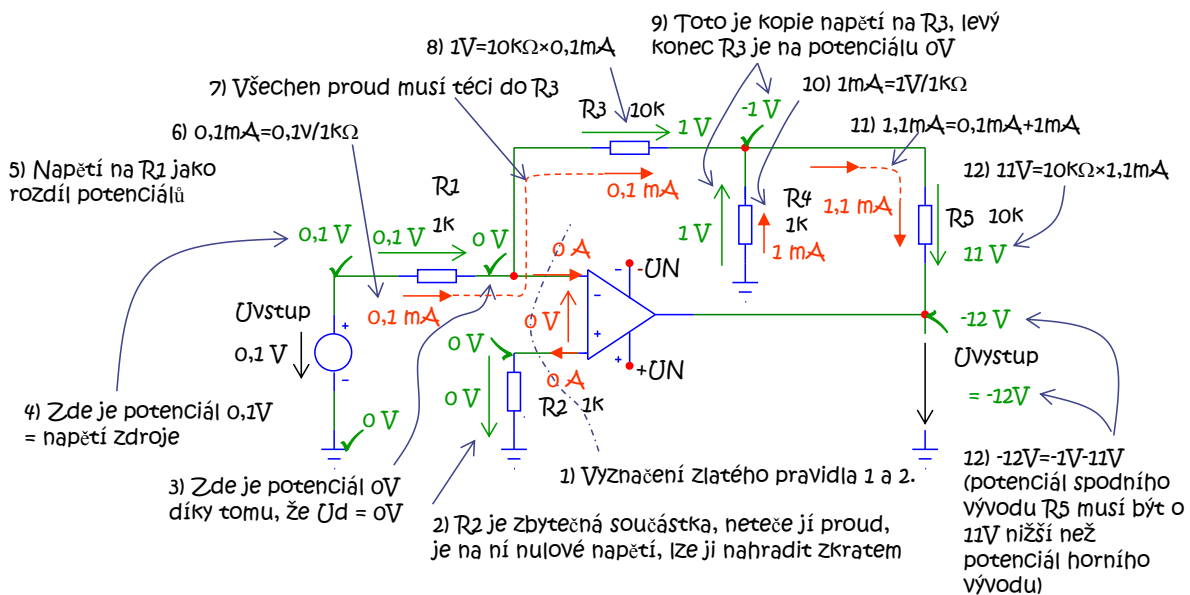 9) Toto je kopie napětí na R3, levý
konec R3 je na potenciálu 0V
8) 1V=10kΩ×0,1mA
7) Všechen proud musí téci do R3
10) 1mA=1V/1kΩ
6) 0,1mA=0,1V/1kΩ
11) 1,1mA=0,1mA+1mA
5) Napětí na R1 jako
rozdíl potenciálů
12) 11V=10kΩ×1,1mA
R3
10k
1 V
-1 V
0,1 mA
R1
1k
0,1 V
0,1 V
0 V
0,1 mA
1 V
R4
1k
1 mA
1,1 mA
R5
10k
11 V
0 A
-
-UN
-
+
0 V
+
+UN
0 A
Uvstup
0,1 V
+
-
0 V
0 V
0 V
R2
1k
-12 V
Uvystup
= -12V
4) Zde je potenciál 0,1V
= napětí zdroje
3) Zde je potenciál 0V
díky tomu, že Ud = 0V
1) Vyznačení zlatého pravidla 1 a 2.
2) R2 je zbytečná součástka, neteče jí proud,
je na ní nulové napětí, lze ji nahradit zkratem
12) -12V=-1V-11V
(potenciál spodního
vývodu R5 musí být o
11V nižší než
potenciál horního
vývodu)